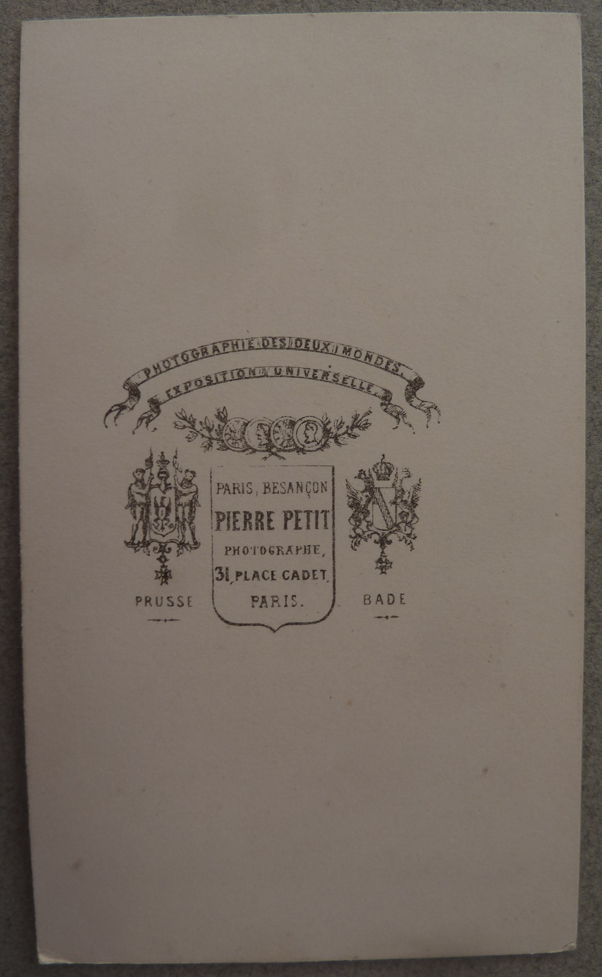 PHOTOGRAPHIE DES DEUX MONDES.
EXPOSITION UNIVERSELLE.
PARIS, BESANÇON
PIERRE PETIT
PHOTOGRAPHE,
31, PLACE CADET,
PARIS.
PRUSSE
BADE